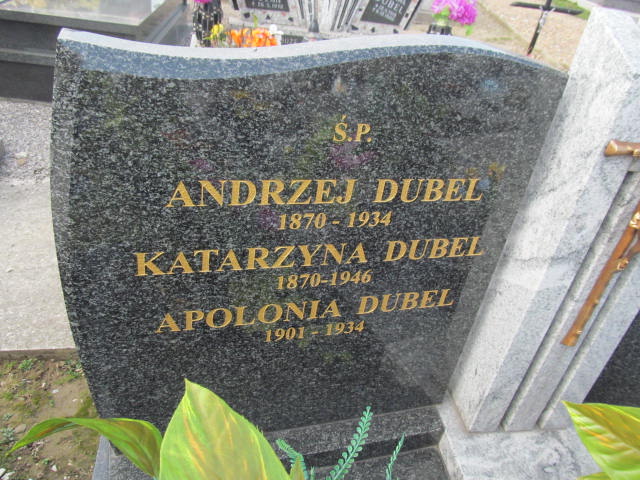 Ś.P.
ANDRZEJ DUBEL
1870 - 1934
KATARZYNA DUBEL
1870-1946
APOLONIA DUBEL
1901 - 1934